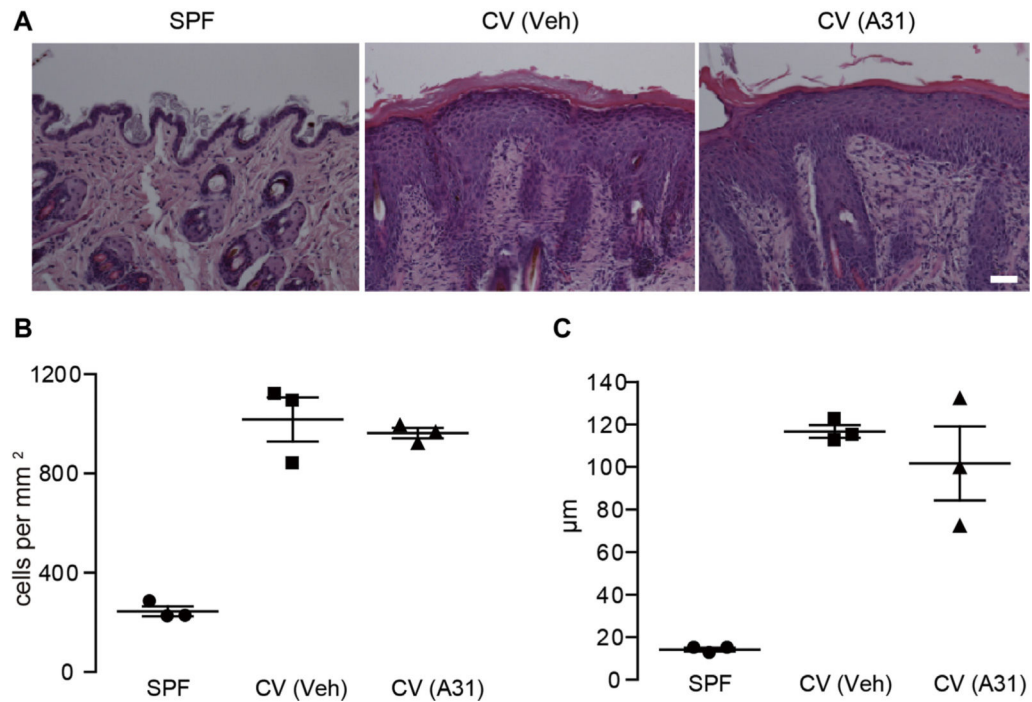 A SPF CV (Veh) CV (A31)
B
C
1200
800
400
0
cells per mm 2
SPF CV (Veh) CV (A31)
140
120
100
80
60
40
20
0
µm
SPF CV (Veh) CV (A31)